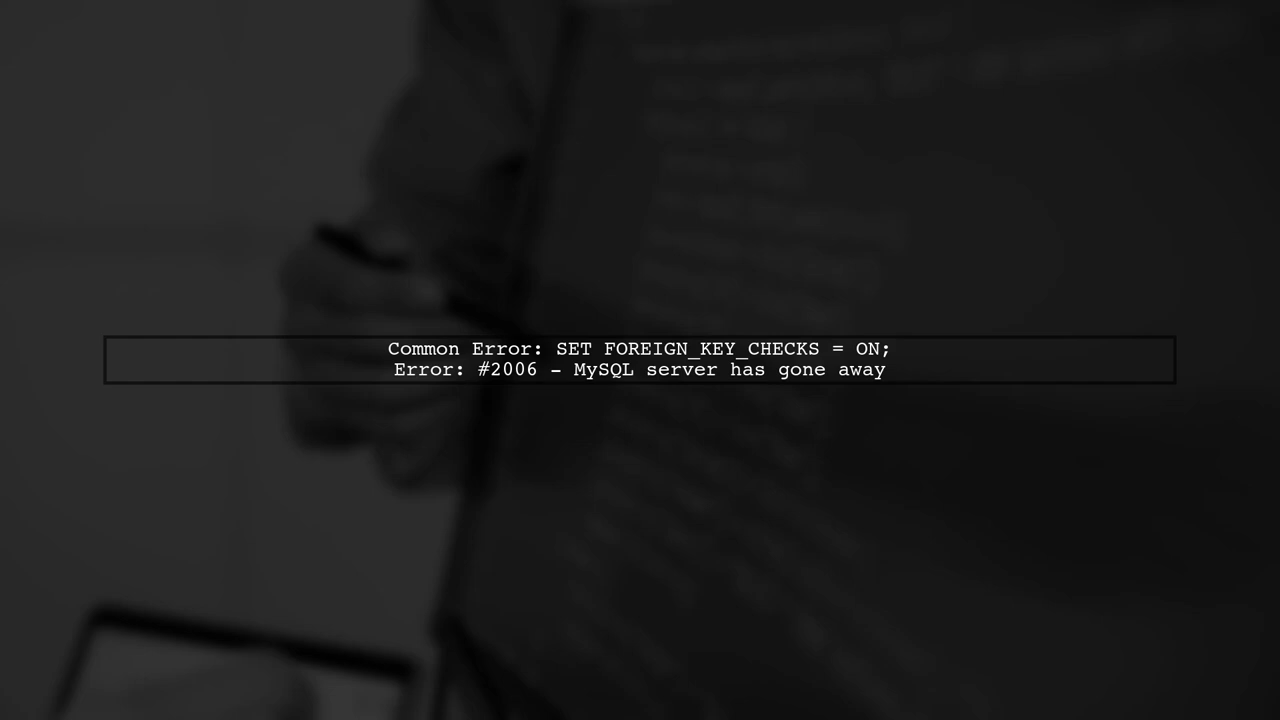 Common Error: SET FOREIGN_KEY_CHECKS = ON;
Error: #2006 - MySQL server has gone away